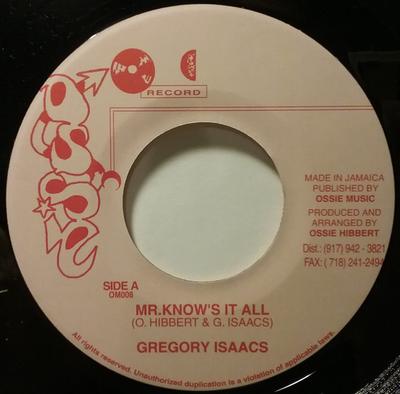 Ossie
RECORD
MADE IN JAMAICA
PUBLISHED BY
OSSIE MUSIC
PRODUCED AND
ARRANGED BY
OSSIE HIBBERT
Dist.: (917) 942 - 3821
FAX: ( 718) 241-2494
SIDE A
OM008
MR.KNOW'S IT ALL
(O. HIBBERT & G. ISAACS)
GREGORY ISAACS
All rights reserved. Unauthorized duplication is a violation of applicable laws.